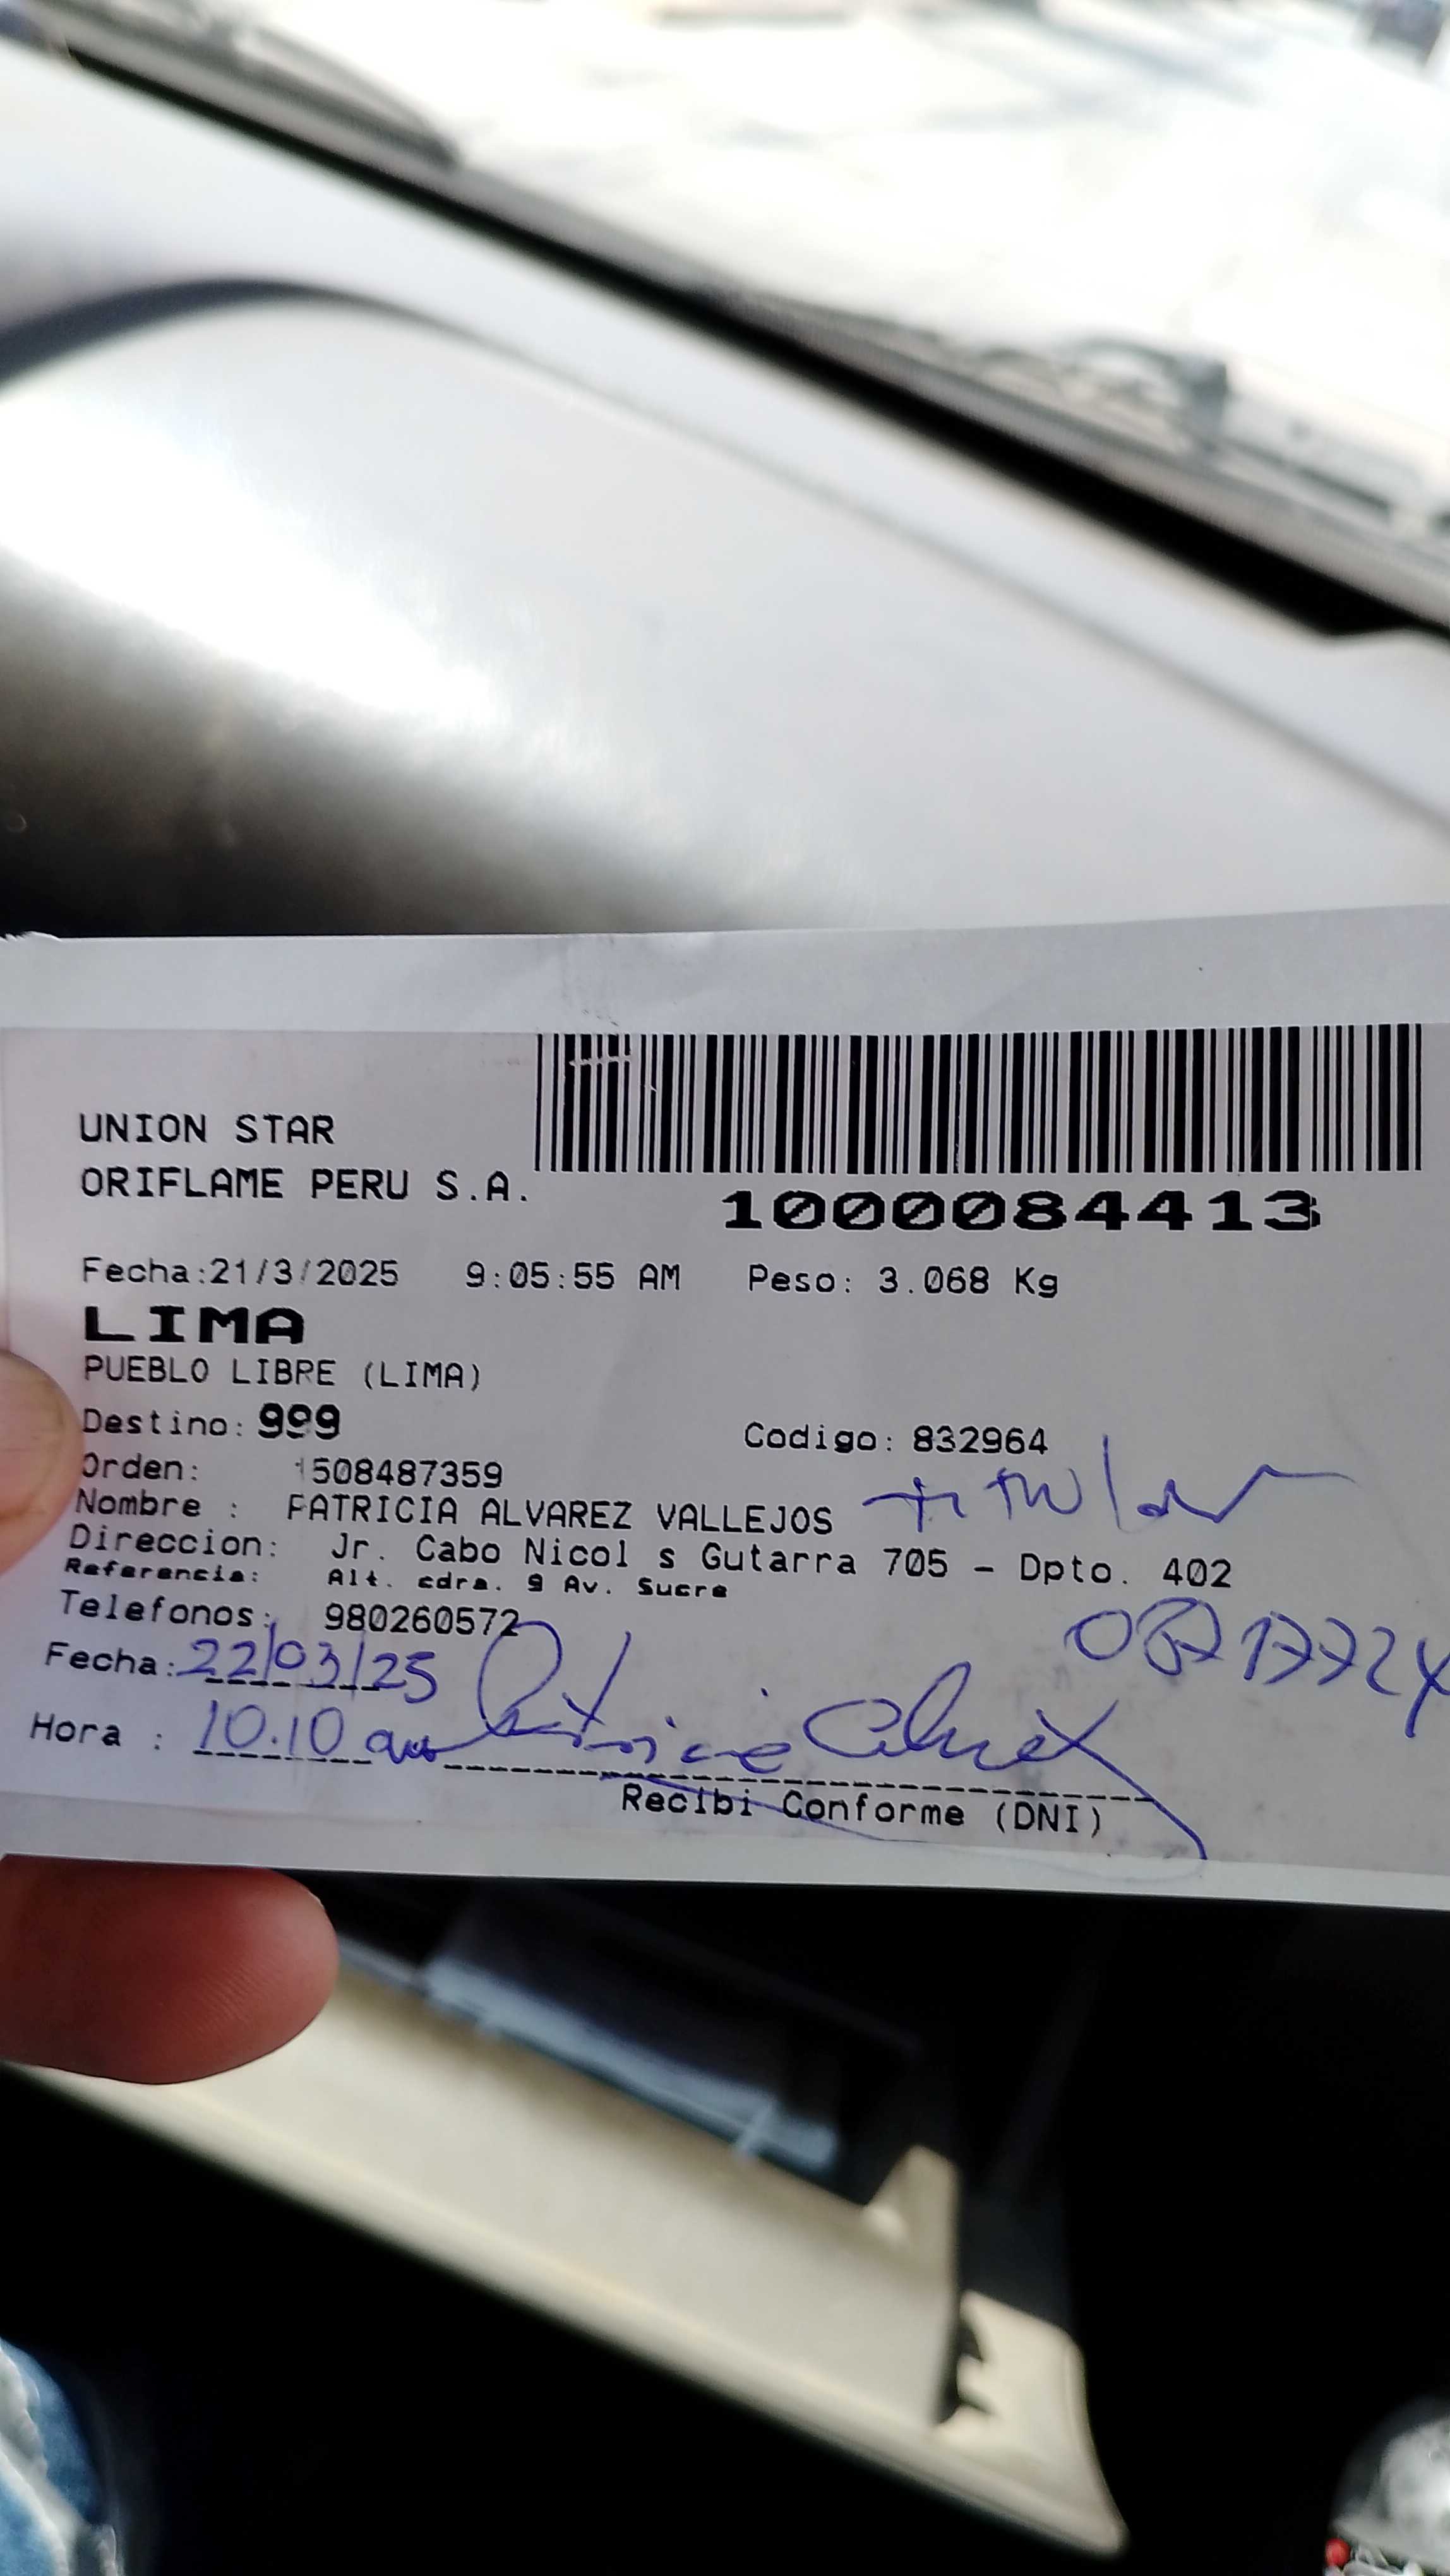 UNION STAR
ORIFLAME PERU S.A.
1000084413
Fecha:21/3/2025 9:05:55 AM Peso: 3.068 Kg
LIMA
PUEBLO LIBRE (LIMA)
Destino: 999 Codigo: 832964
Orden: 1508487359
Nombre : PATRICIA ALVAREZ VALLEJOS titular
Direccion: Jr. Cabo Nicol s Gutarra 705 - Dpto. 402
Referencia: Alt. cdra. 9 Av. Sucre
Telefonos: 980260572
Fecha: 22/03/25
Hora : 10.10 am
Recibi Conforme (DNI)